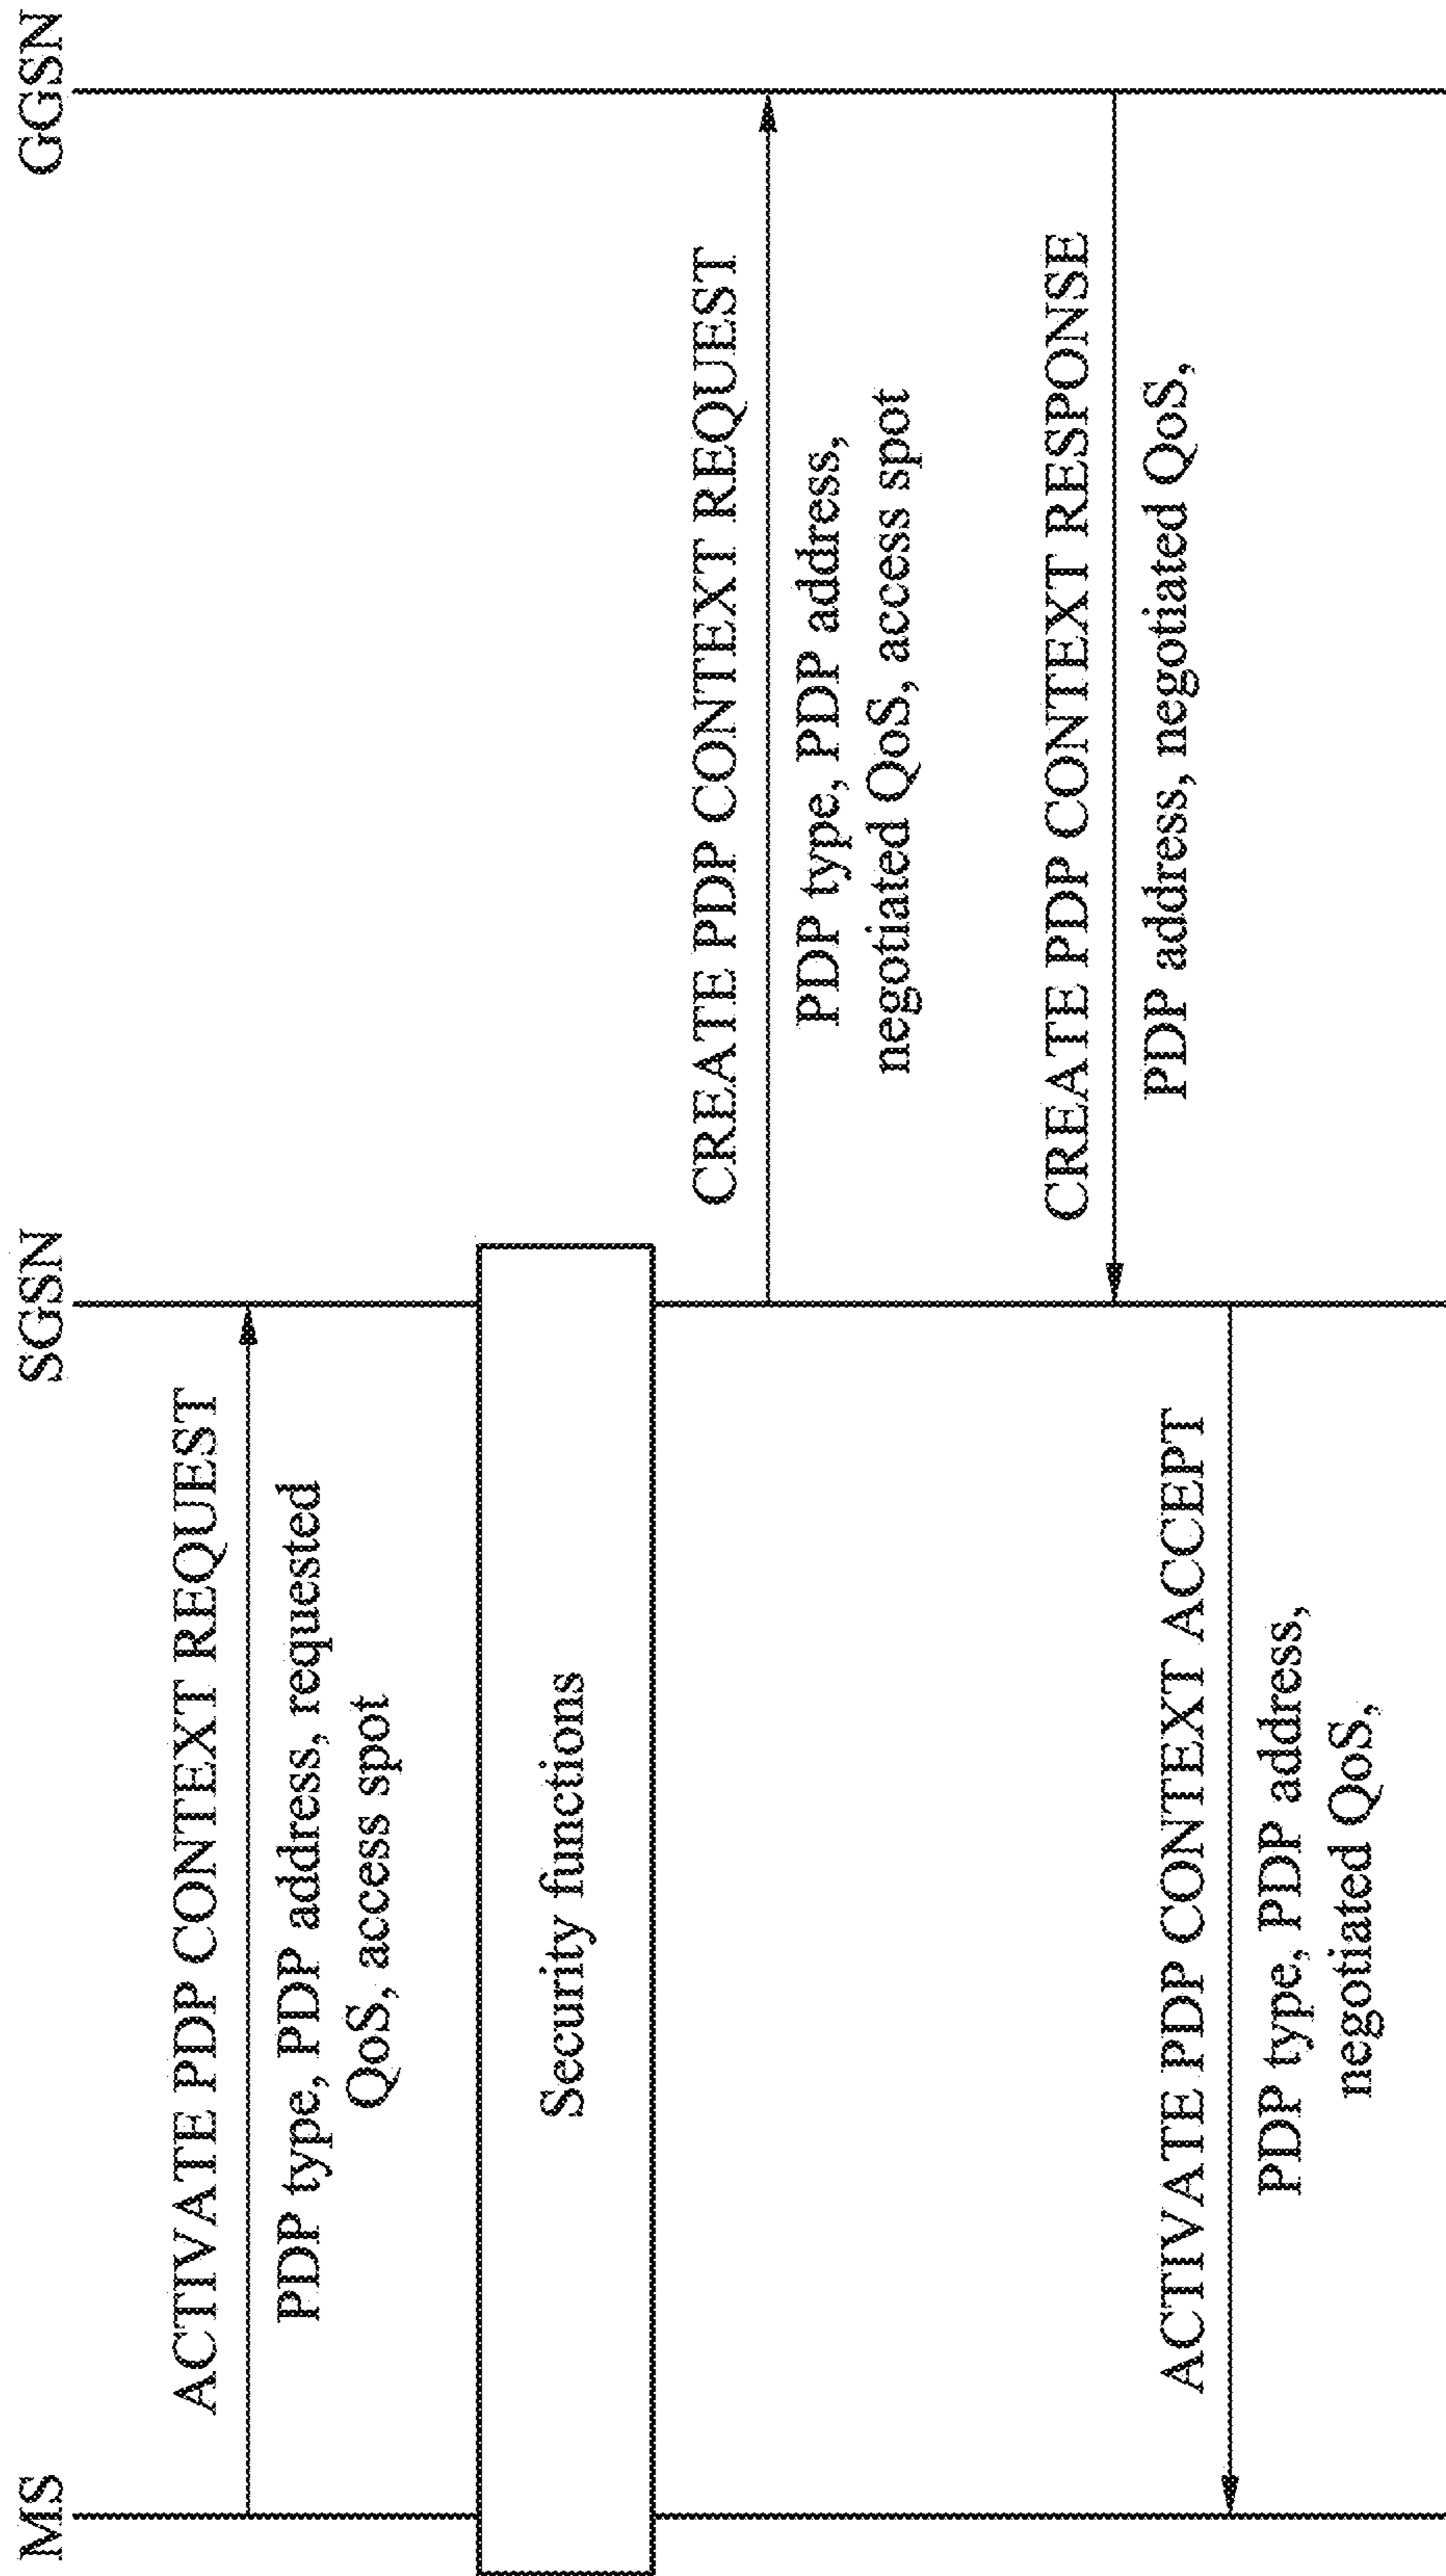 MS
SGSN
GGSN
ACTIVATE PDP CONTEXT REQUEST
PDP type, PDP address, requested
QoS, access spot
Security functions
CREATE PDP CONTEXT REQUEST
PDP type, PDP address,
negotiated QoS, access spot
CREATE PDP CONTEXT RESPONSE
PDP address, negotiated QoS,
ACTIVATE PDP CONTEXT ACCEPT
PDP type, PDP address,
negotiated QoS,